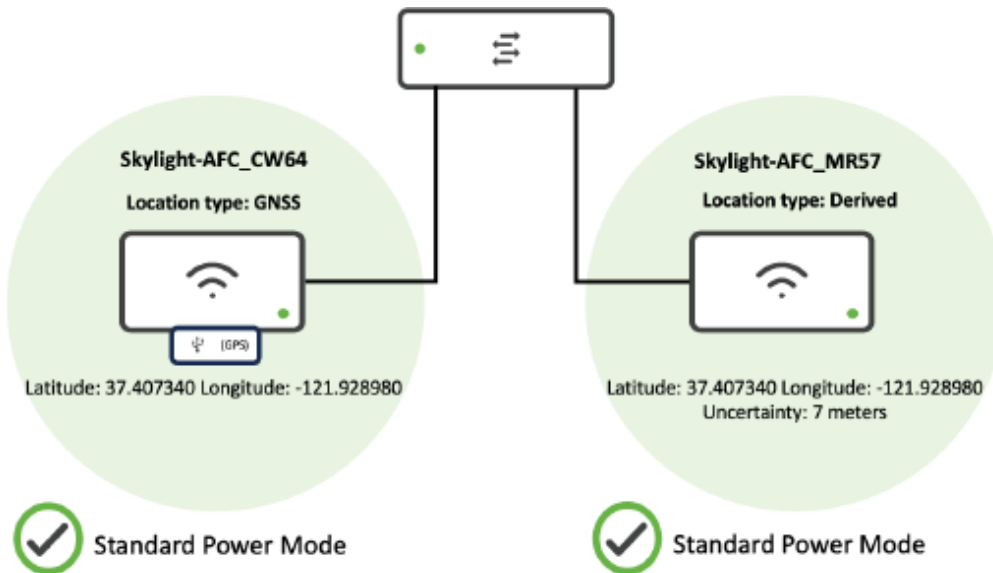 Skylight-AFC_CW64
Location type: GNSS
(GPS)
Latitude: 37.407340 Longitude: -121.928980
Standard Power Mode
Skylight-AFC_MR57
Location type: Derived
Latitude: 37.407340 Longitude: -121.928980
Uncertainty: 7 meters
Standard Power Mode